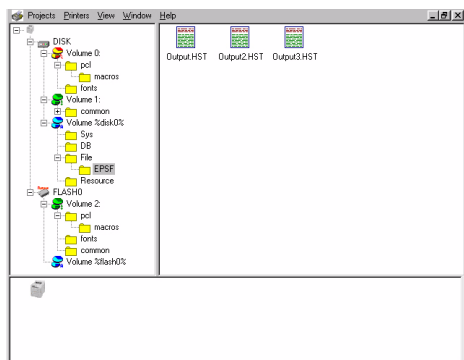 Projects Printers View Window Help
DISK
Volume 0:
pcl
macros
fonts
Volume 1:
common
Volume %disk0%
Sys
DB
File
EPSF
Resource
FLASH0
Volume 2:
pcl
macros
fonts
common
Volume %flash0%
Output.HST Output2.HST Output3.HST